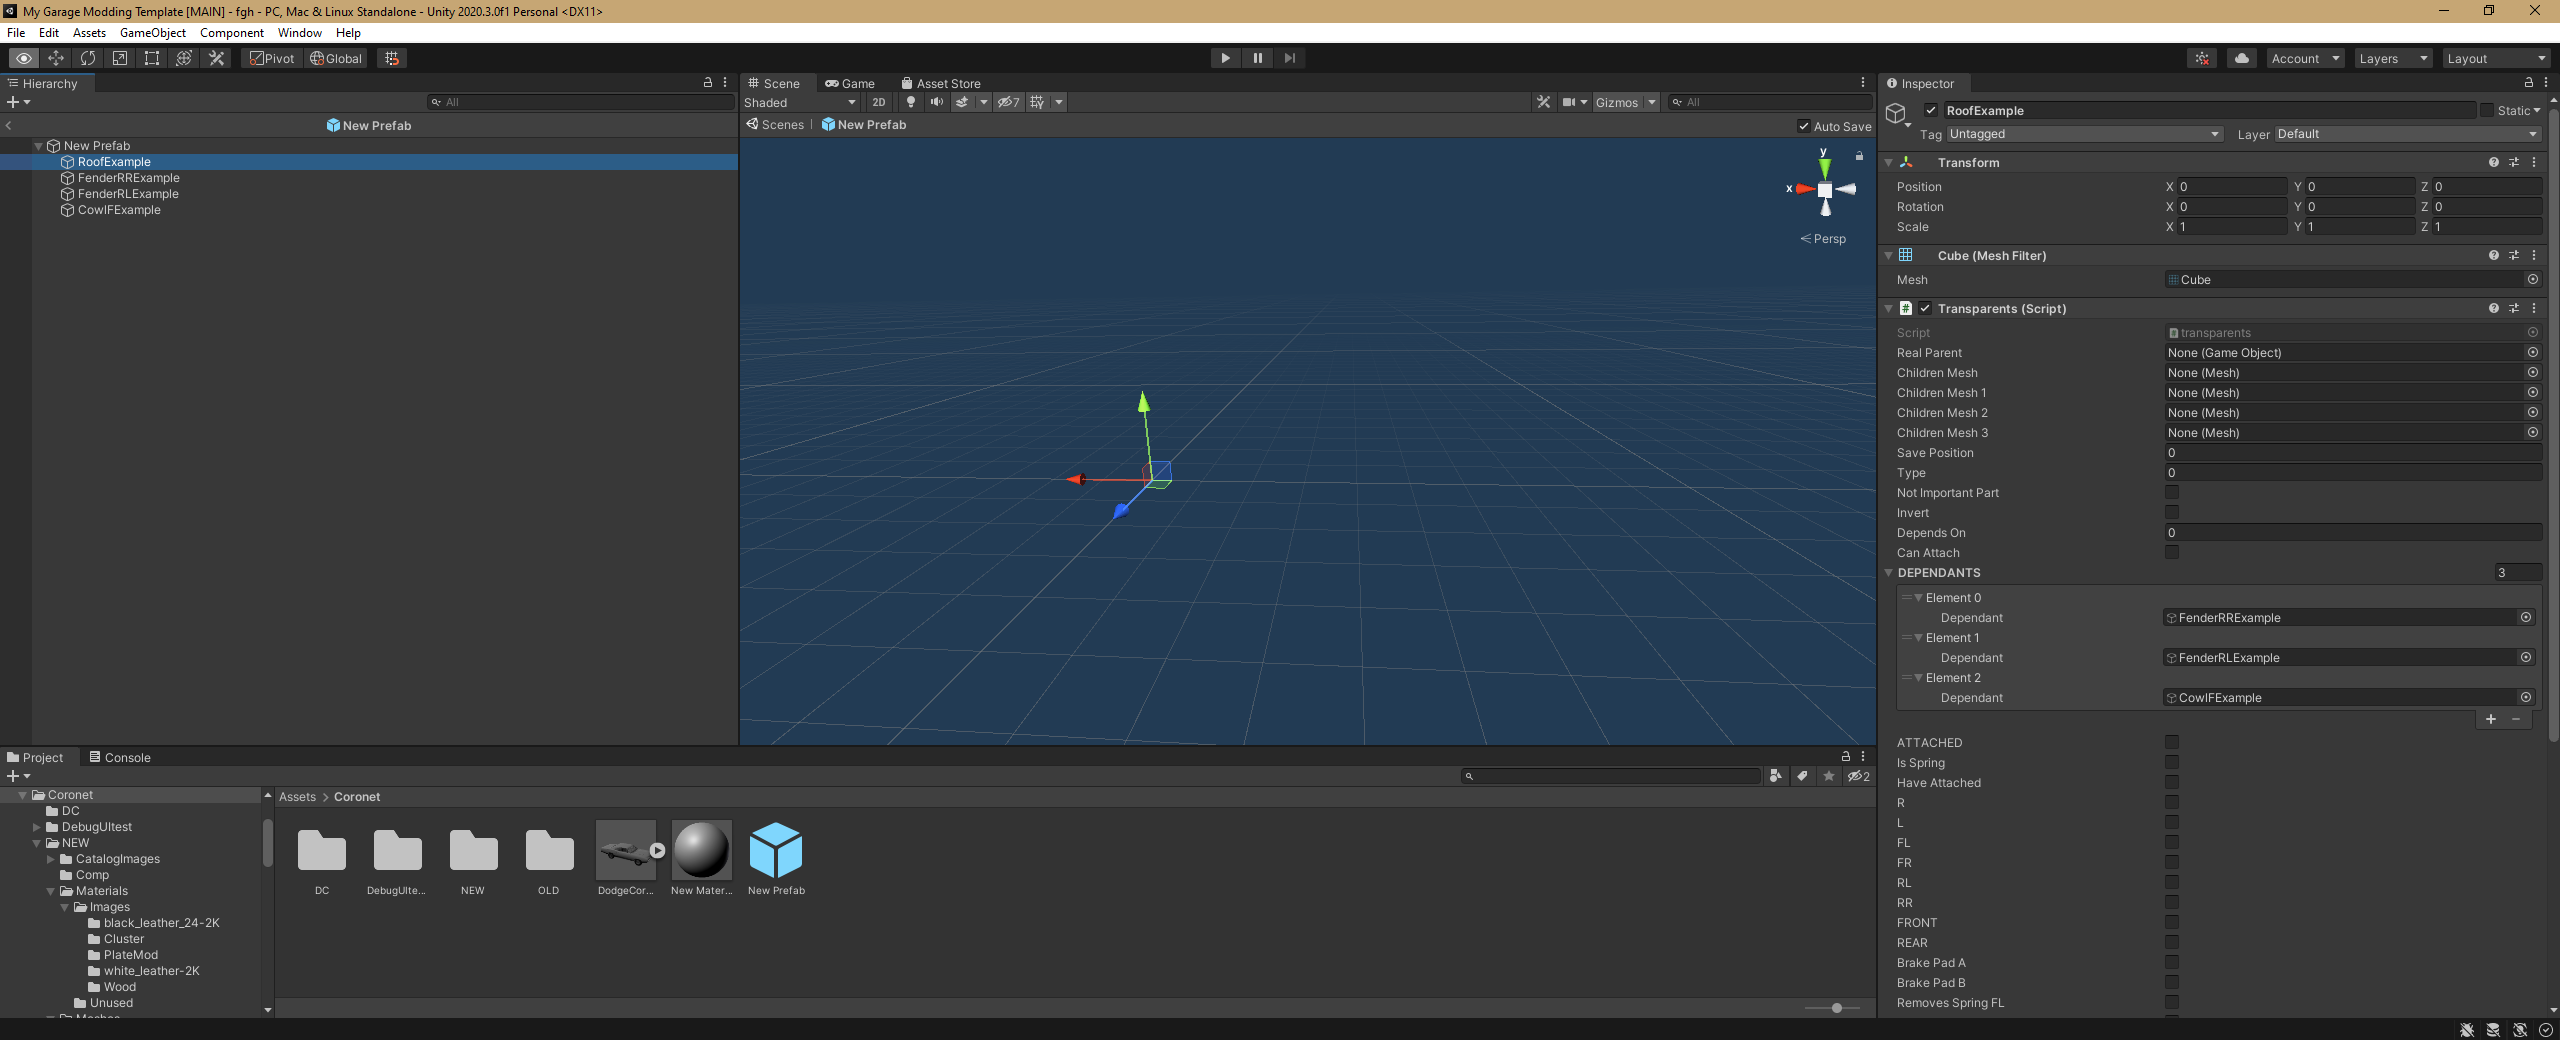 My Garage Modding Template [MAIN] - fgh - PC, Mac & Linux Standalone - Unity 2020.3.0f1 Personal <DX11>
File Edit Assets GameObject Component Window Help
Pivot Global Account Layers Layout
Hierarchy
All
New Prefab
New Prefab
RoofExample
FenderRRExample
FenderRLExample
CowlFExample
Scene Game Asset Store
Shaded 2D 7 Gizmos All
Scenes New Prefab Auto Save
y
x
Persp
Project Console
2
Coronet
DC
DebugUItest
NEW
CatalogImages
Comp
Materials
Images
black_leather_24-2K
Cluster
PlateMod
white_leather-2K
Wood
Unused
Meshes
Assets > Coronet
DC DebugUIte... NEW OLD DodgeCor... New Mater... New Prefab
Inspector
RoofExample Static
Tag Untagged Layer Default
Transform
Position X 0 Y 0 Z 0
Rotation X 0 Y 0 Z 0
Scale X 1 Y 1 Z 1
Cube (Mesh Filter)
Mesh Cube
# Transparents (Script)
Script transparents
Real Parent None (Game Object)
Children Mesh None (Mesh)
Children Mesh 1 None (Mesh)
Children Mesh 2 None (Mesh)
Children Mesh 3 None (Mesh)
Save Position 0
Type 0
Not Important Part
Invert
Depends On 0
Can Attach
DEPENDANTS 3
Element 0
Dependant FenderRRExample
Element 1
Dependant FenderRLExample
Element 2
Dependant CowlFExample
ATTACHED
Is Spring
Have Attached
R
L
FL
FR
RL
RR
FRONT
REAR
Brake Pad A
Brake Pad B
Removes Spring FL